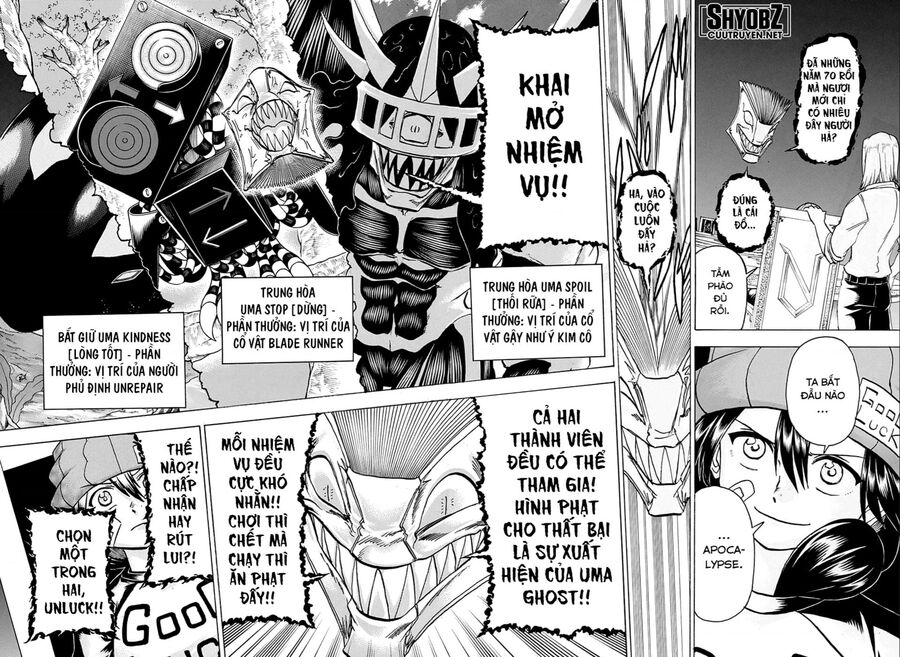 SHYOBZ
CUUTRUYEN.NET
ĐÃ NHỮNG
NĂM 70 RỒI
MÀ NGƯƠI
MỚI CHỈ
CÓ NHIÊU
ĐÂY NGƯỜI
HẢ?
ĐÚNG
LÀ CÁI
ĐỒ...
TẦM
PHÀO
ĐỦ RỒI.
TA BẮT
ĐẦU NÀO
...
GOOD
LUCK
...
APOCA-
LYPSE.
HA, VÀO
CUỘC
LUÔN
ĐẤY
HẢ?
KHAI
MỞ
NHIỆM
VỤ!!
TRUNG HÒA UMA SPOIL
[THỐI RỮA] - PHẦN
THƯỞNG: VỊ TRÍ CỦA CỔ
VẬT GẬY NHƯ Ý KIM CÔ
TRUNG HÒA
UMA STOP [DỪNG] -
PHẦN THƯỞNG: VỊ TRÍ CỦA
CỔ VẬT BLADE RUNNER
BẮT GIỮ UMA KINDNESS
[LÒNG TỐT] - PHẦN
THƯỞNG: VỊ TRÍ CỦA NGƯỜI
PHỦ ĐỊNH UNREPAIR
CẢ HAI
THÀNH VIÊN
ĐỀU CÓ THỂ
THAM GIA!
HÌNH PHẠT
CHO THẤT BẠI
LÀ SỰ XUẤT
HIỆN CỦA UMA
GHOST!!
MỖI NHIỆM
VỤ ĐỀU
CỰC KHÓ
NHẰN!!
CHƠI THÌ
CHẾT MÀ
CHẠY THÌ
ĂN PHẠT
ĐẤY!!
THẾ
NÀO?!
CHẤP
NHẬN HAY
RÚT
LUI?!
CHỌN
MỘT
TRONG
HAI,
UNLUCK!!
GOOD
LUCK